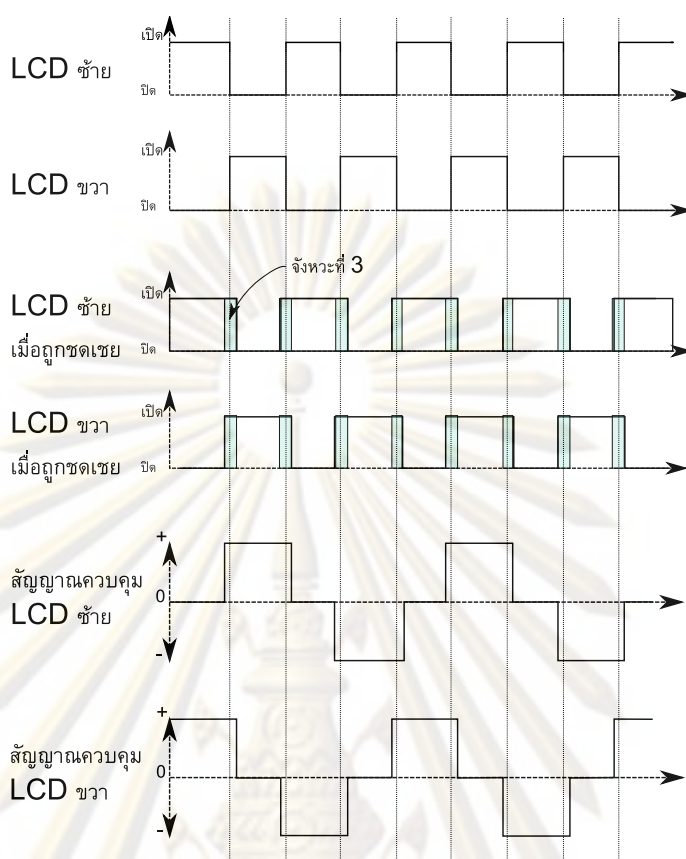 เปิด
LCD ซ้าย
ปิด
เปิด
LCD ขวา
ปิด
จังหวะที่ 3
เปิด
LCD ซ้าย
เมื่อถูกชดเชย
ปิด
เปิด
LCD ขวา
เมื่อถูกชดเชย
ปิด
+
สัญญาณควบคุม
0
LCD ซ้าย
-
+
สัญญาณควบคุม
0
LCD ขวา
-